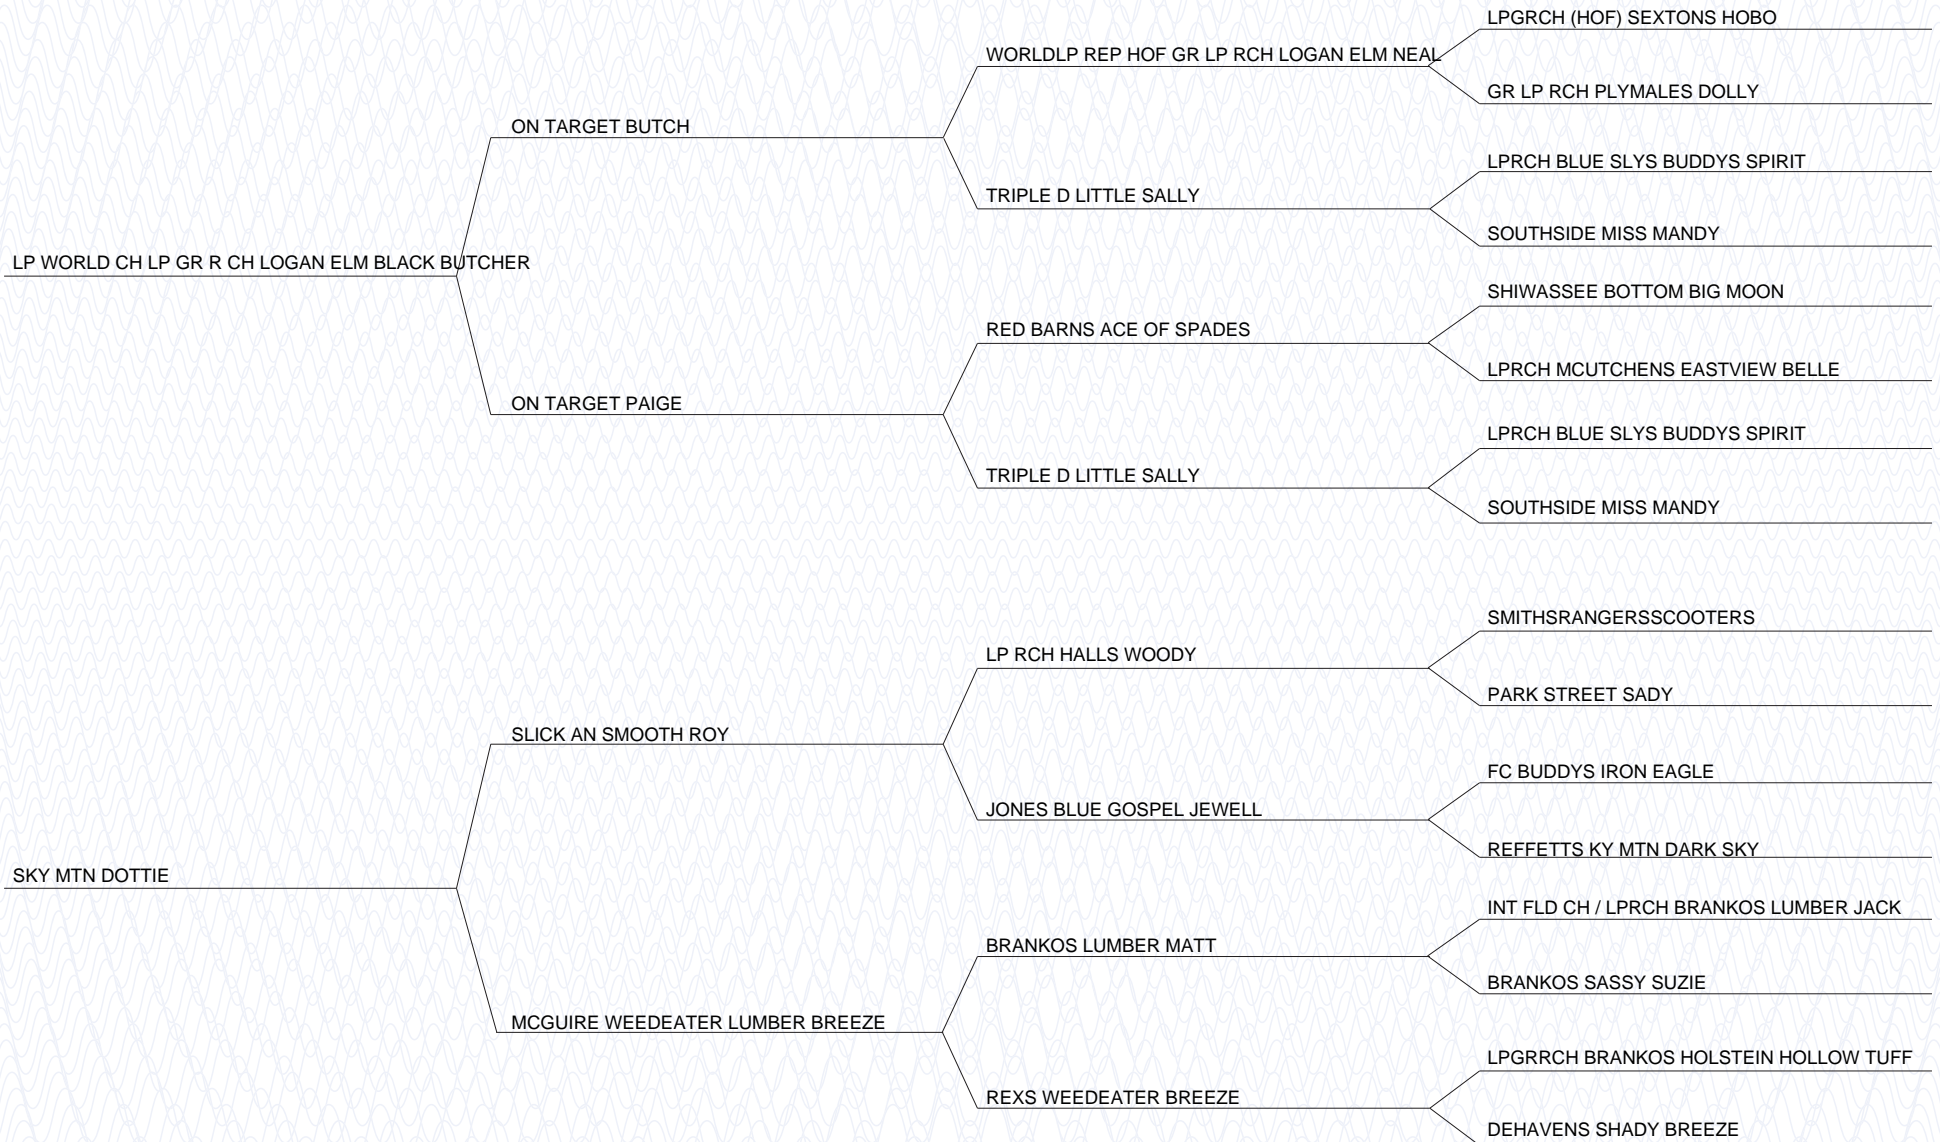 LPGRCH (HOF) SEXTONS HOBO
WORLDLP REP HOF GR LP RCH LOGAN ELM NEAL
GR LP RCH PLYMALES DOLLY
ON TARGET BUTCH
LPRCH BLUE SLYS BUDDYS SPIRIT
TRIPLE D LITTLE SALLY
SOUTHSIDE MISS MANDY
LP WORLD CH LP GR R CH LOGAN ELM BLACK BUTCHER
SHIWASSEE BOTTOM BIG MOON
RED BARNS ACE OF SPADES
LPRCH MCUTCHENS EASTVIEW BELLE
ON TARGET PAIGE
LPRCH BLUE SLYS BUDDYS SPIRIT
TRIPLE D LITTLE SALLY
SOUTHSIDE MISS MANDY
SMITHSRANGERSSCOOTERS
LP RCH HALLS WOODY
PARK STREET SADY
SLICK AN SMOOTH ROY
FC BUDDYS IRON EAGLE
JONES BLUE GOSPEL JEWELL
REFFETTS KY MTN DARK SKY
SKY MTN DOTTIE
INT FLD CH / LPRCH BRANKOS LUMBER JACK
BRANKOS LUMBER MATT
BRANKOS SASSY SUZIE
MCGUIRE WEEDEATER LUMBER BREEZE
LPGRRCH BRANKOS HOLSTEIN HOLLOW TUFF
REXS WEEDEATER BREEZE
DEHAVENS SHADY BREEZE